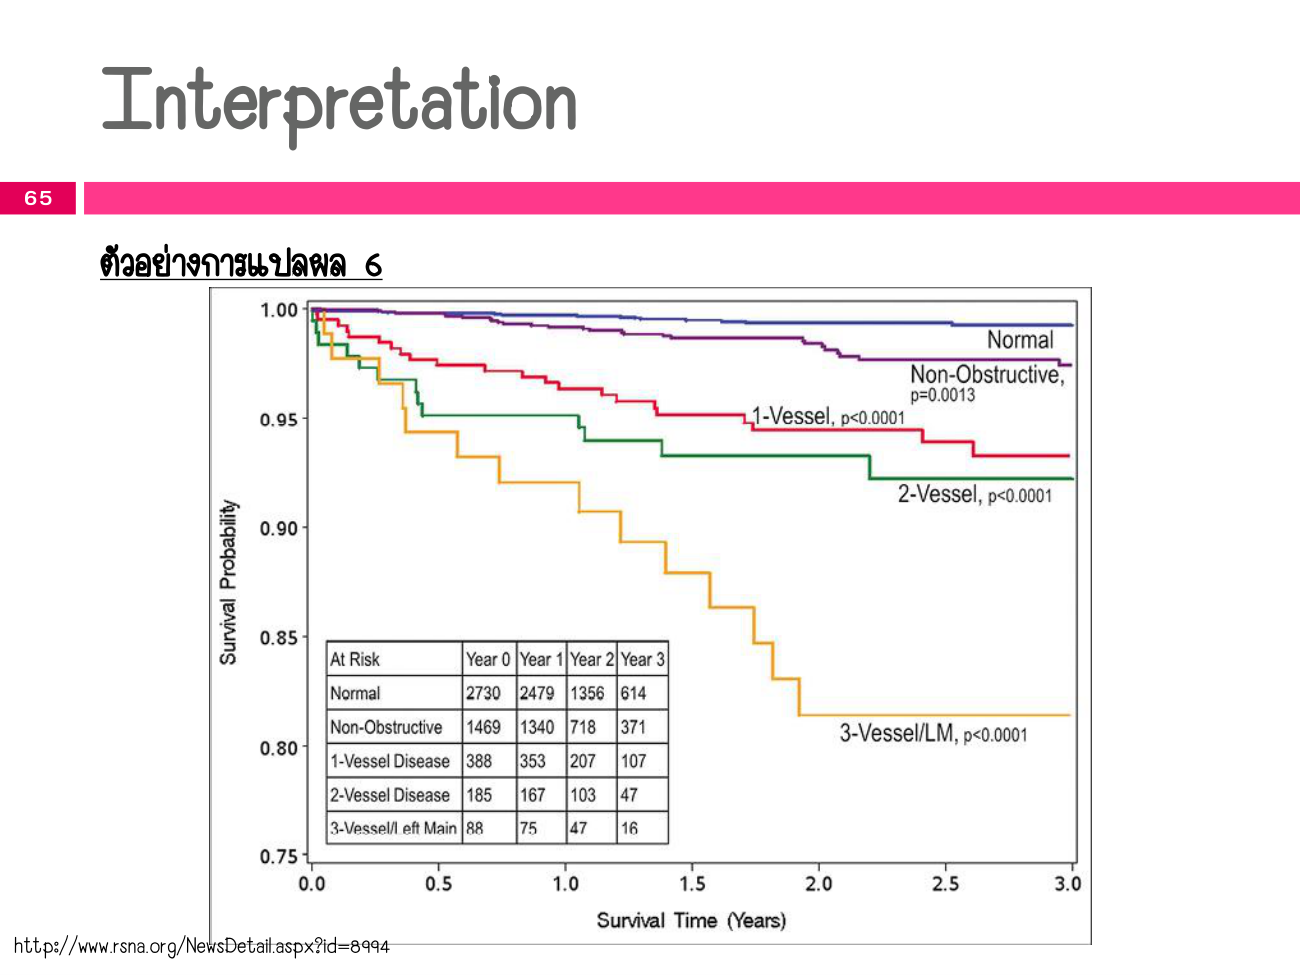 Interpretation
65
ตัวอย่างการแปลผล 6
1.00
0.95
0.90
0.85
0.80
0.75
Survival Probability
Normal
Non-Obstructive,
p=0.0013
1-Vessel, p<0.0001
2-Vessel, p<0.0001
3-Vessel/LM, p<0.0001
At Risk Year 0 Year 1 Year 2 Year 3
Normal 2730 2479 1356 614
Non-Obstructive 1469 1340 718 371
1-Vessel Disease 388 353 207 107
2-Vessel Disease 185 167 103 47
3-Vessel/Left Main 88 75 47 16
0.0 0.5 1.0 1.5 2.0 2.5 3.0
Survival Time (Years)
http://www.rsna.org/NewsDetail.aspx?id=8994